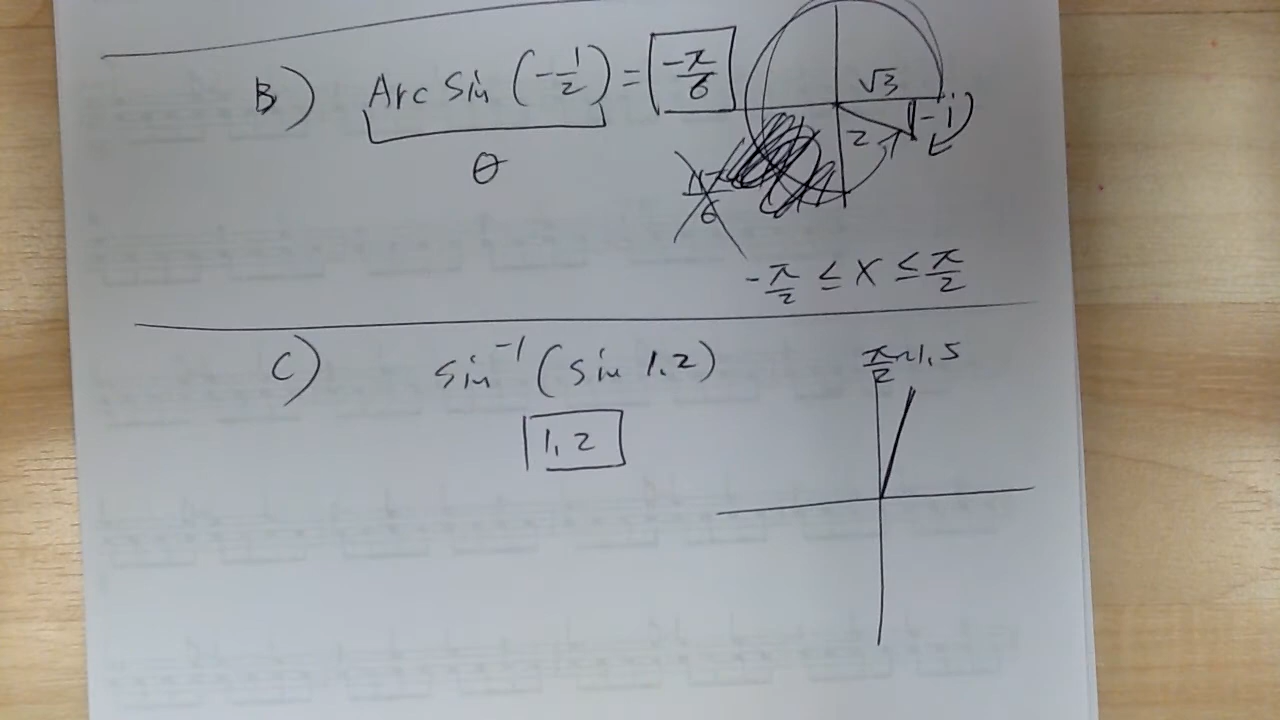 B) Arc Sin (-1/2) = -π/6
θ
√3
2
-1
-π/2 ≤ x ≤ π/2
C) Sin⁻¹ (Sin 1,2)
π/2 ~ 1,5
1,2